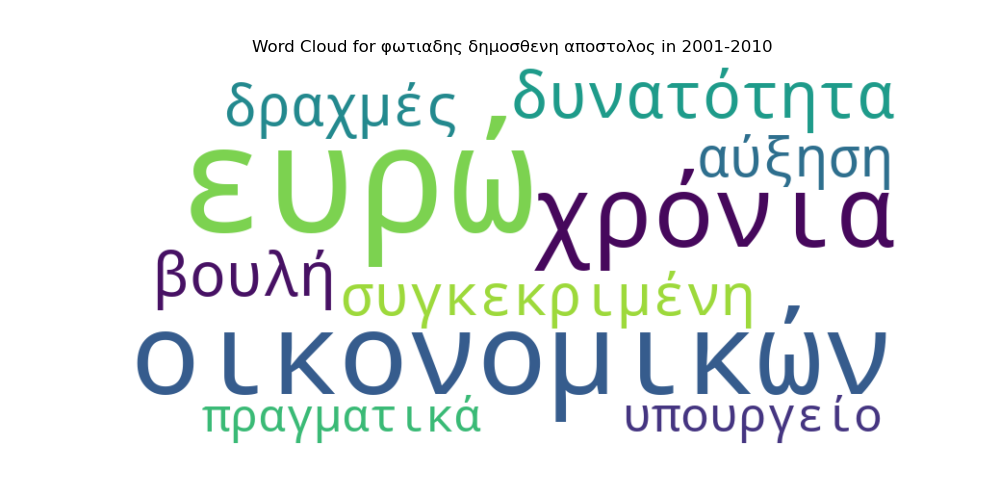 Word Cloud for φωτιαδης δημοσθενη αποστολος in 2001-2010
δραχμές
δυνατότητα
ευρώ
αύξηση
χρόνια
βουλή
συγκεκριμένη
οικονομικών
πραγματικά
υπουργείο